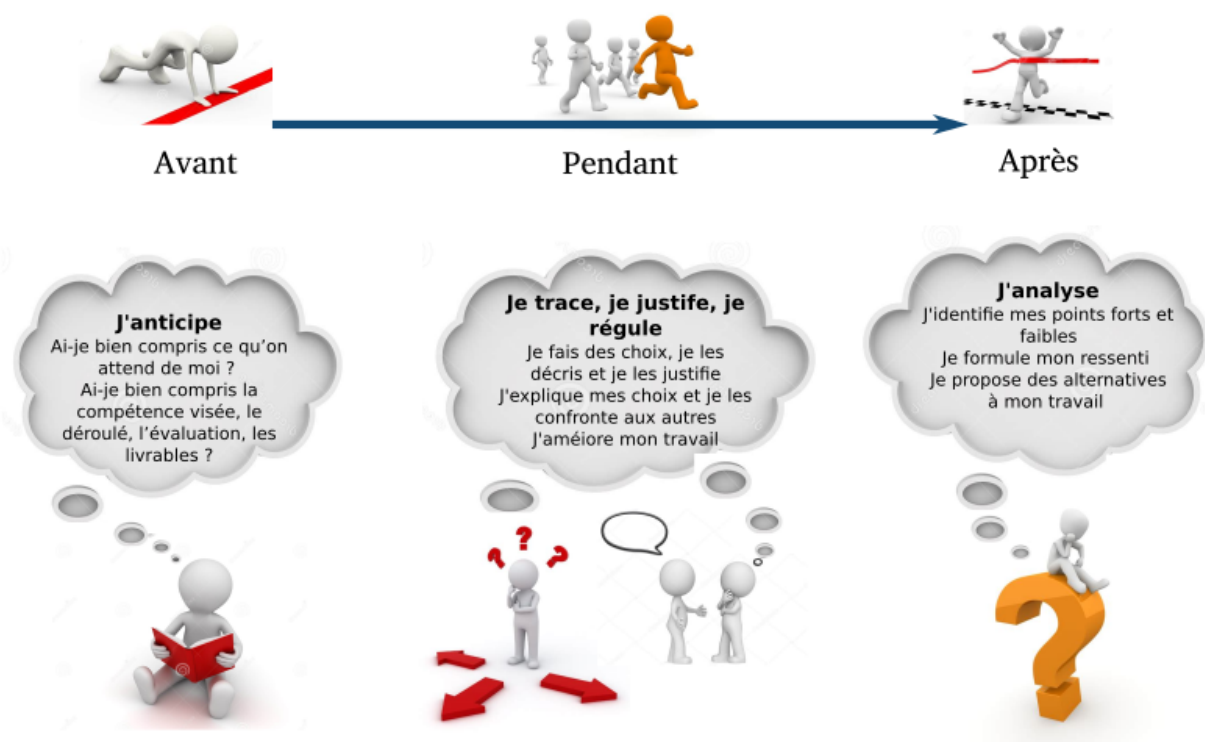 Avant
Pendant
Après
J'anticipe
Ai-je bien compris ce qu'on
attend de moi ?
Ai-je bien compris la
compétence visée, le
déroulé, l’évaluation, les
livrables ?
Je trace, je justife, je
régule
Je fais des choix, je les
décris et je les justifie
J'explique mes choix et je les
confronte aux autres
J'améiore mon travail
J'analyse
J'identifie mes points forts et
faibles
Je formule mon ressenti
Je propose des alternatives
à mon travail